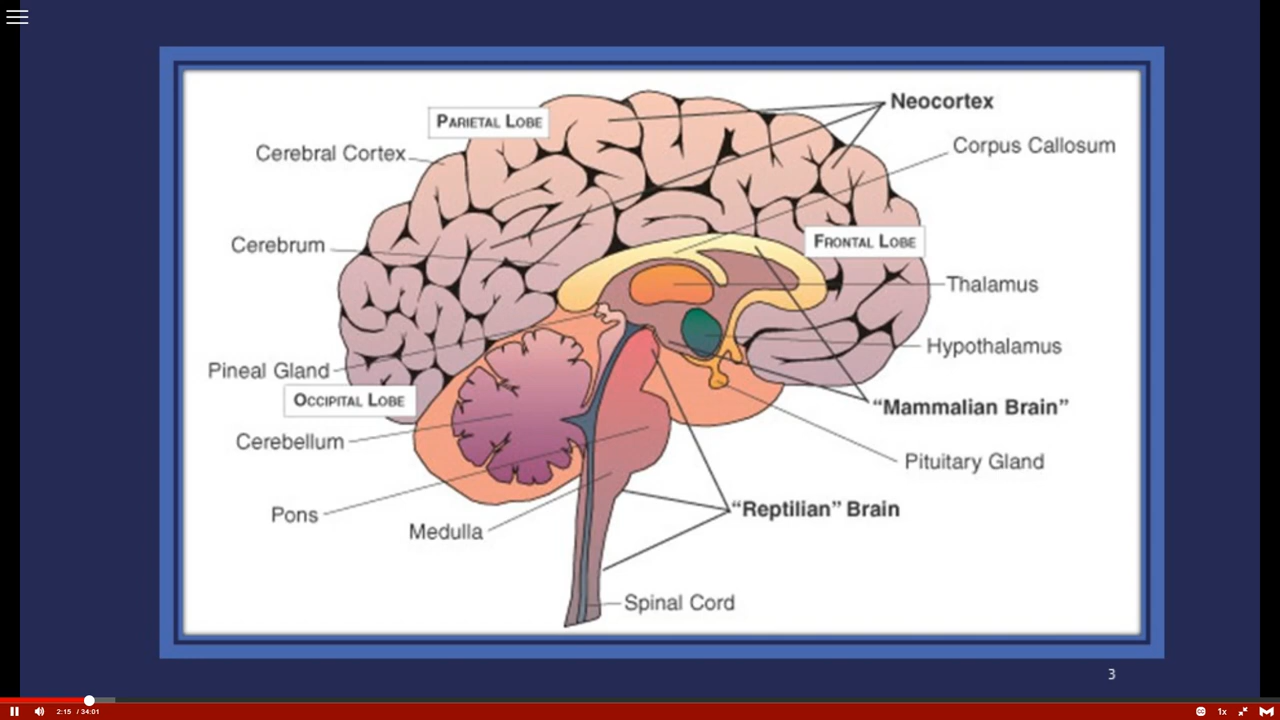 Neocortex
PARIETAL LOBE
Corpus Callosum
Cerebral Cortex
FRONTAL LOBE
Cerebrum
Thalamus
Hypothalamus
Pineal Gland
OCCIPITAL LOBE
“Mammalian Brain”
Cerebellum
Pituitary Gland
Pons
“Reptilian” Brain
Medulla
Spinal Cord
3
2:15 / 34:01
CC
1x